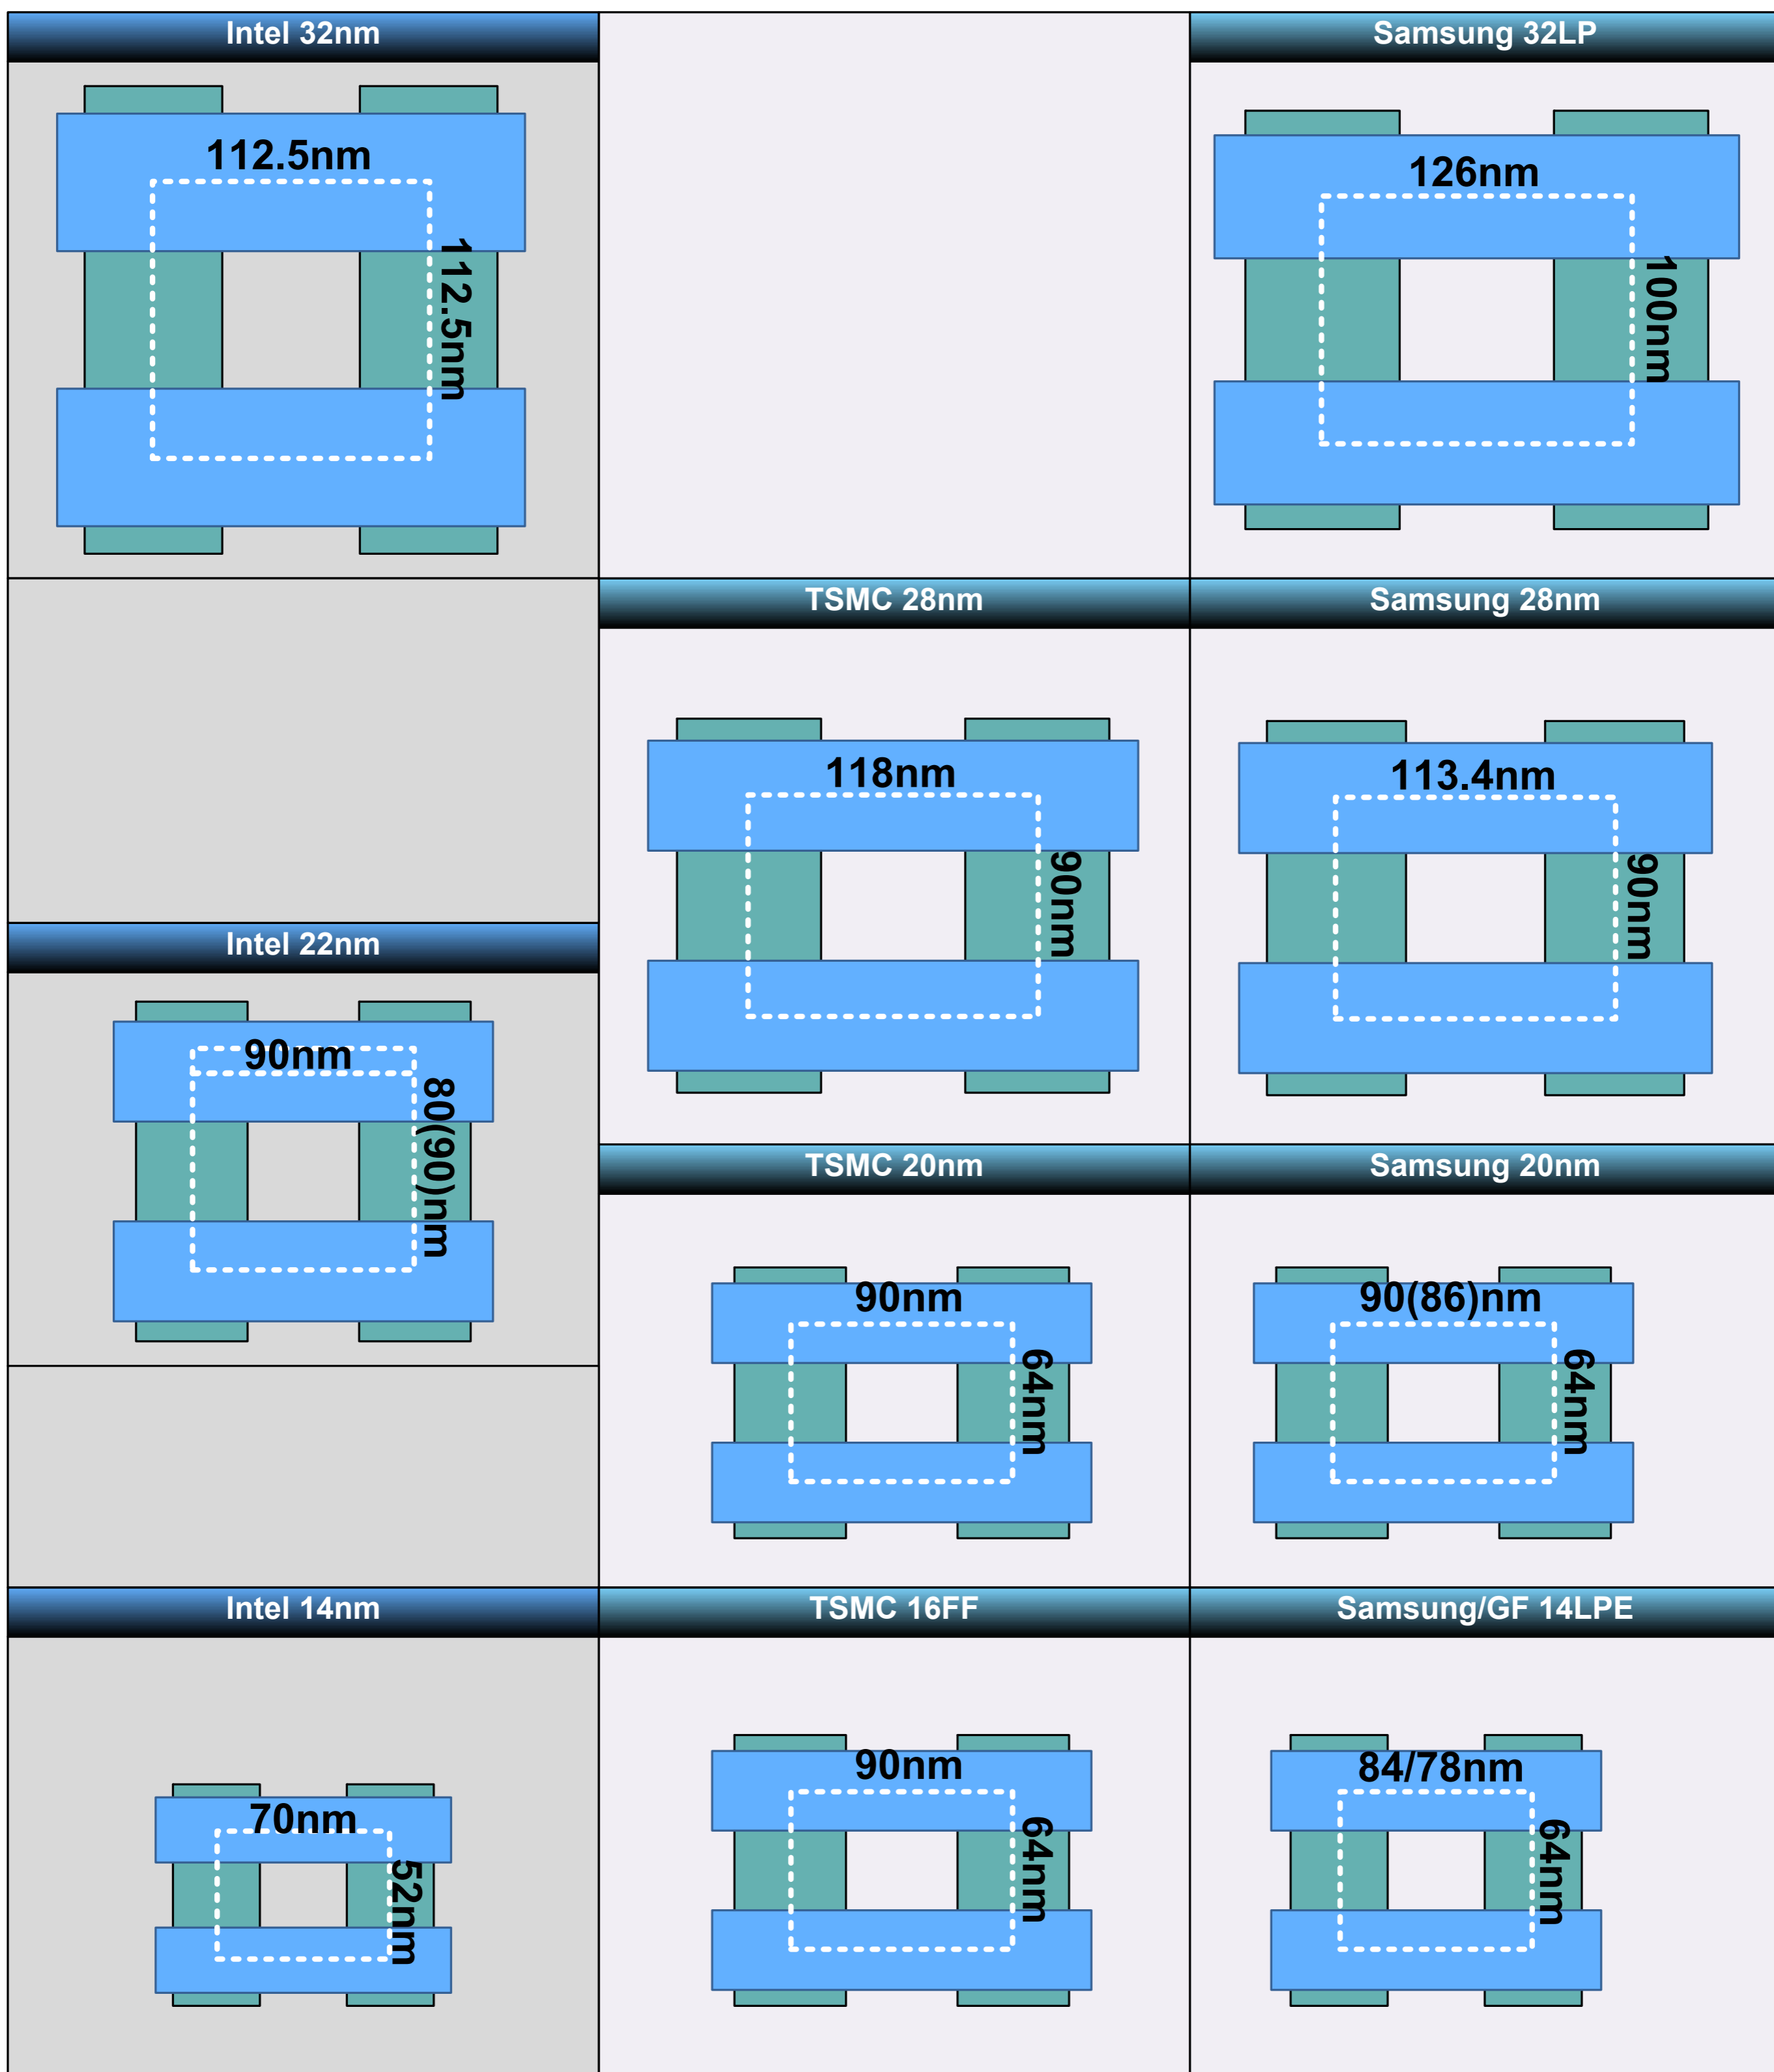 Intel 32nm
Samsung 32LP
112.5nm
112.5nm
126nm
100nm
TSMC 28nm
Samsung 28nm
118nm
90nm
113.4nm
90nm
Intel 22nm
90nm
80(90)nm
TSMC 20nm
Samsung 20nm
90nm
64nm
90(86)nm
64nm
Intel 14nm
TSMC 16FF
Samsung/GF 14LPE
70nm
52nm
90nm
64nm
84/78nm
64nm